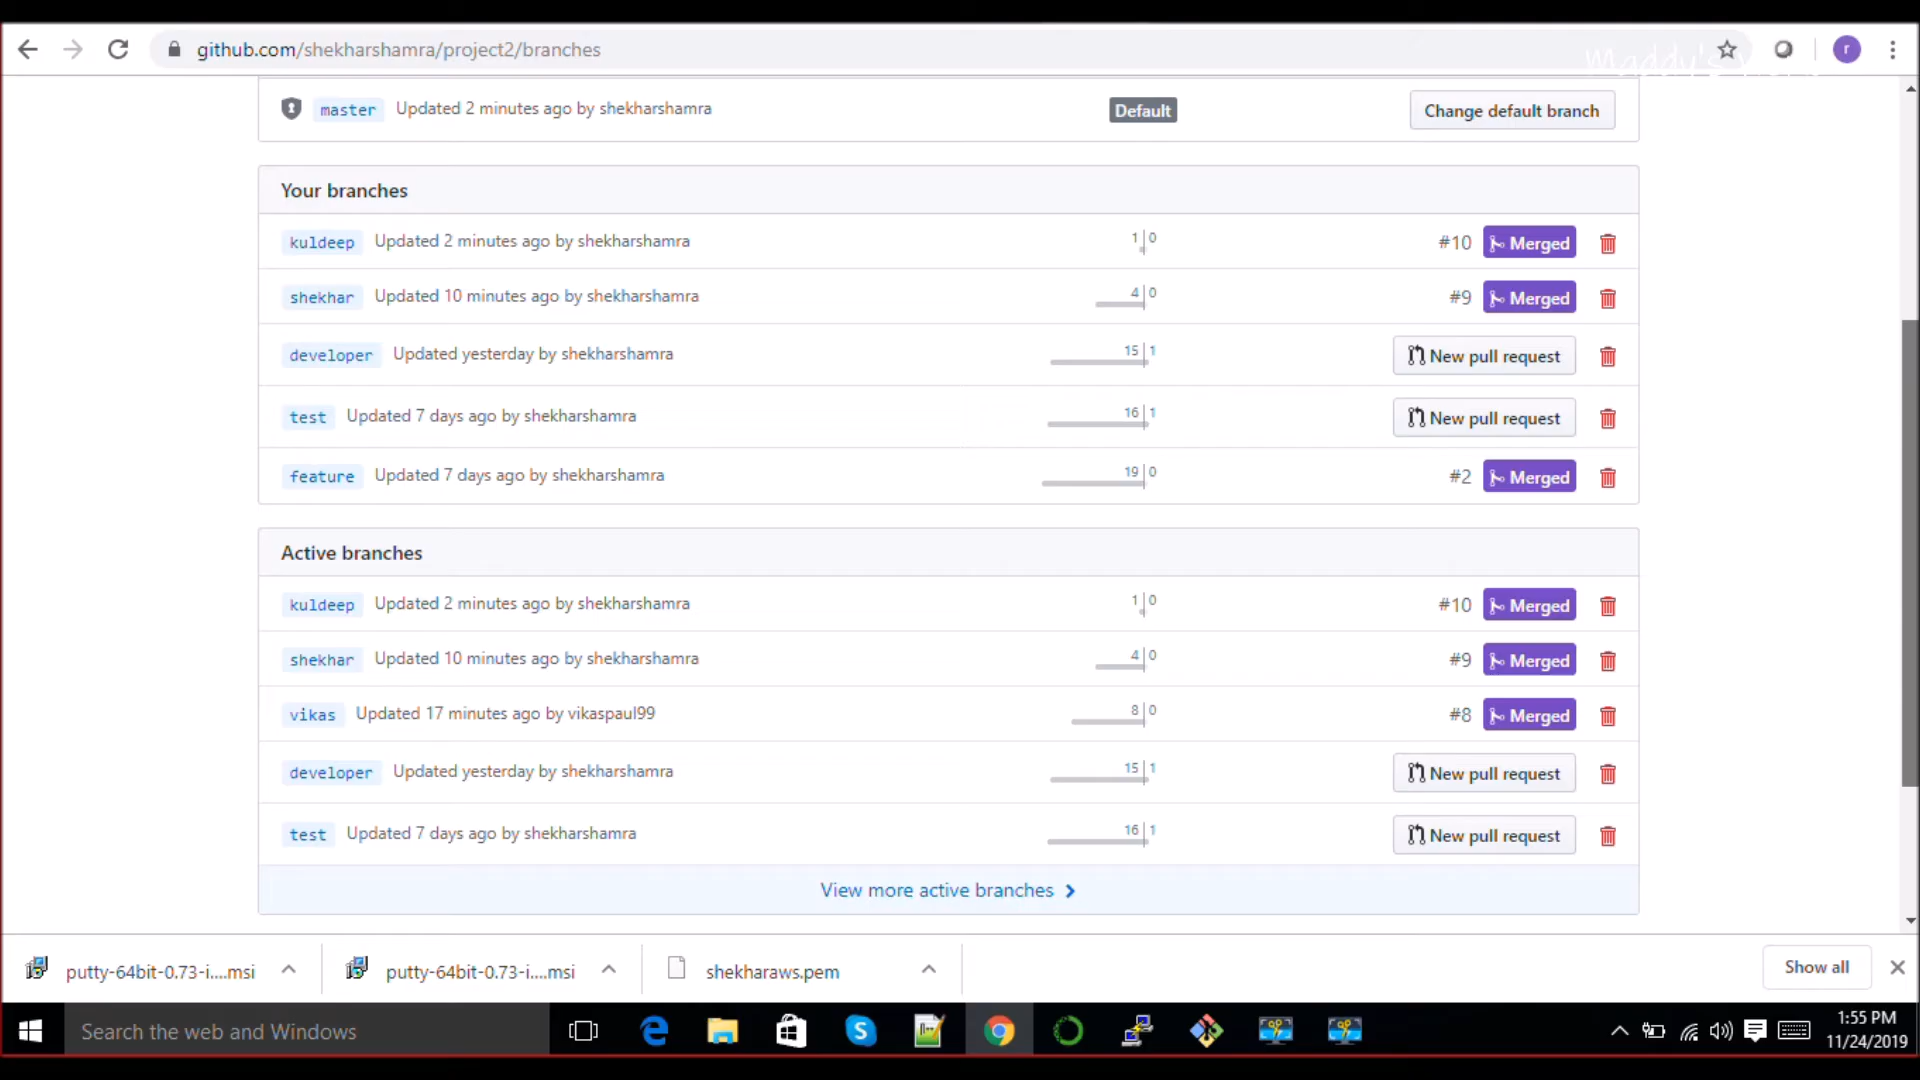 github.com/shekharshamra/project2/branches
r
master Updated 2 minutes ago by shekharshamra Default Change default branch
Your branches
kuldeep Updated 2 minutes ago by shekharshamra 1 0 #10 Merged
shekhar Updated 10 minutes ago by shekharshamra 4 0 #9 Merged
developer Updated yesterday by shekharshamra 15 1 New pull request
test Updated 7 days ago by shekharshamra 16 1 New pull request
feature Updated 7 days ago by shekharshamra 19 0 #2 Merged
Active branches
kuldeep Updated 2 minutes ago by shekharshamra 1 0 #10 Merged
shekhar Updated 10 minutes ago by shekharshamra 4 0 #9 Merged
vikas Updated 17 minutes ago by vikaspaul99 8 0 #8 Merged
developer Updated yesterday by shekharshamra 15 1 New pull request
test Updated 7 days ago by shekharshamra 16 1 New pull request
View more active branches
putty-64bit-0.73-i....msi putty-64bit-0.73-i....msi shekharaws.pem Show all
Search the web and Windows
1:55 PM
11/24/2019